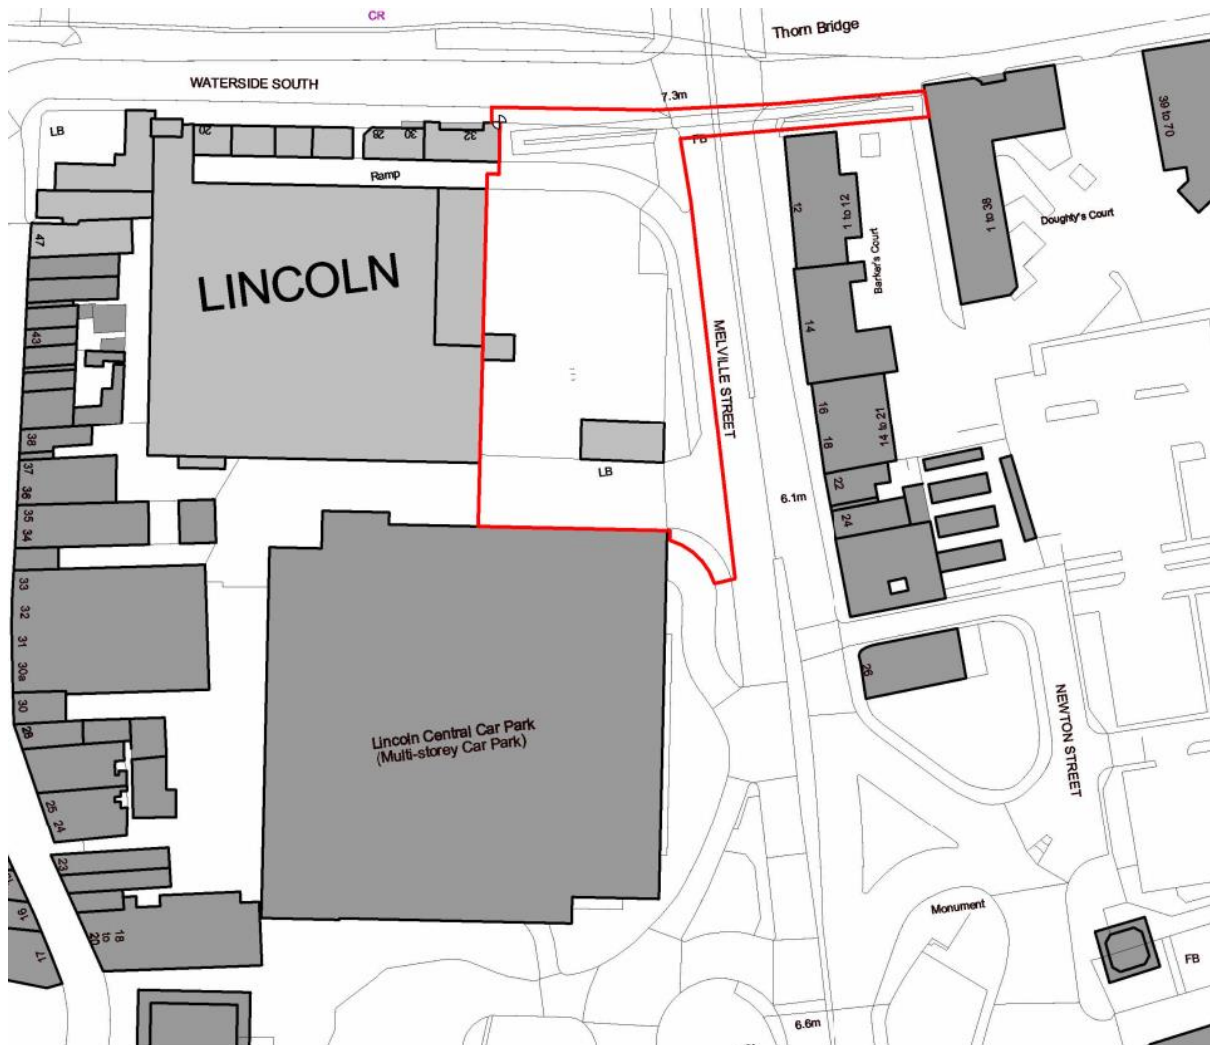 CR
Thorn Bridge
WATERSIDE SOUTH
7.3m
LB
20
28
30
32
FB
39 to 70
Ramp
12
1 to 12
1 to 38
Doughty's Court
Barker's Court
47
LINCOLN
43
14
MELVILLE STREET
16
18
14 to 21
38
37
36
LB
22
6.1m
24
35
34
33
32
31
30a
26
30
28
Lincoln Central Car Park
(Multi-storey Car Park)
NEWTON STREET
25
24
23
Monument
16
17
18
to
20
FB
6.6m